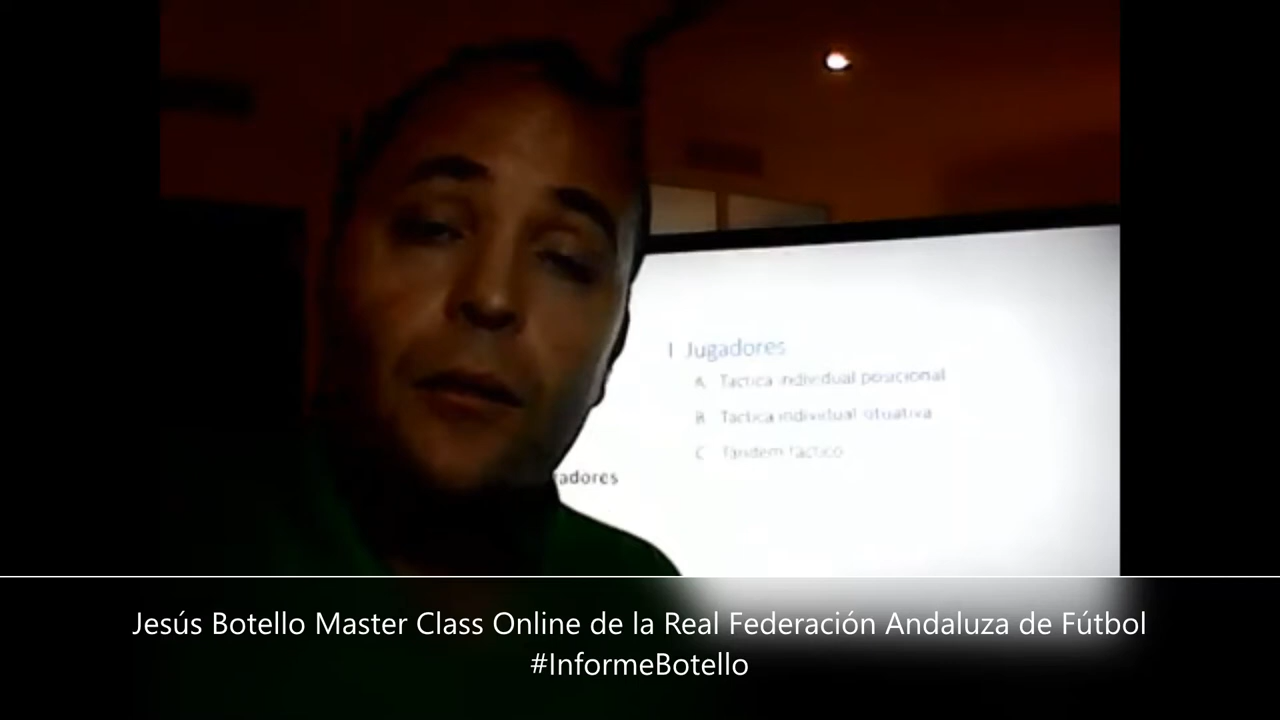 I Jugadores
A Tactica individual posicional
B Tactica individual situativa
C Tandem tactico
adores
Jesús Botello Master Class Online de la Real Federación Andaluza de Fútbol
#InformeBotello